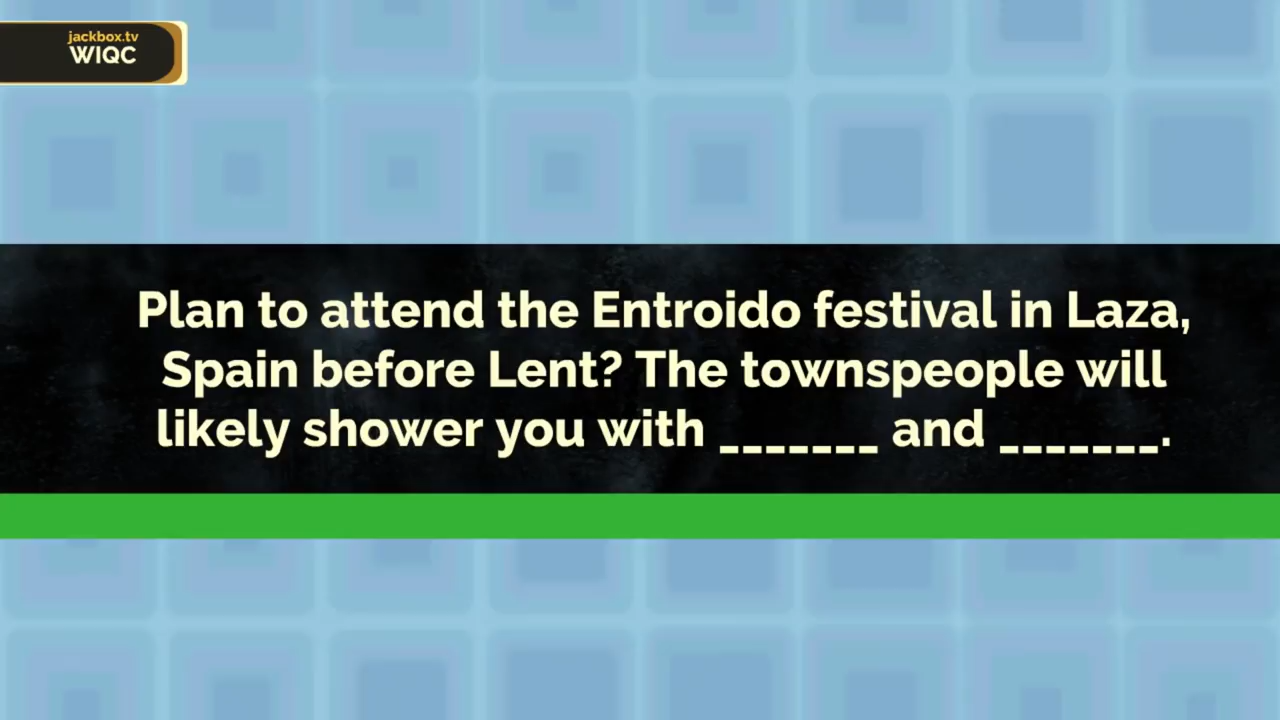 jackbox.tv
WIQC
Plan to attend the Entroido festival in Laza,
Spain before Lent? The townspeople will
likely shower you with _______ and _______.